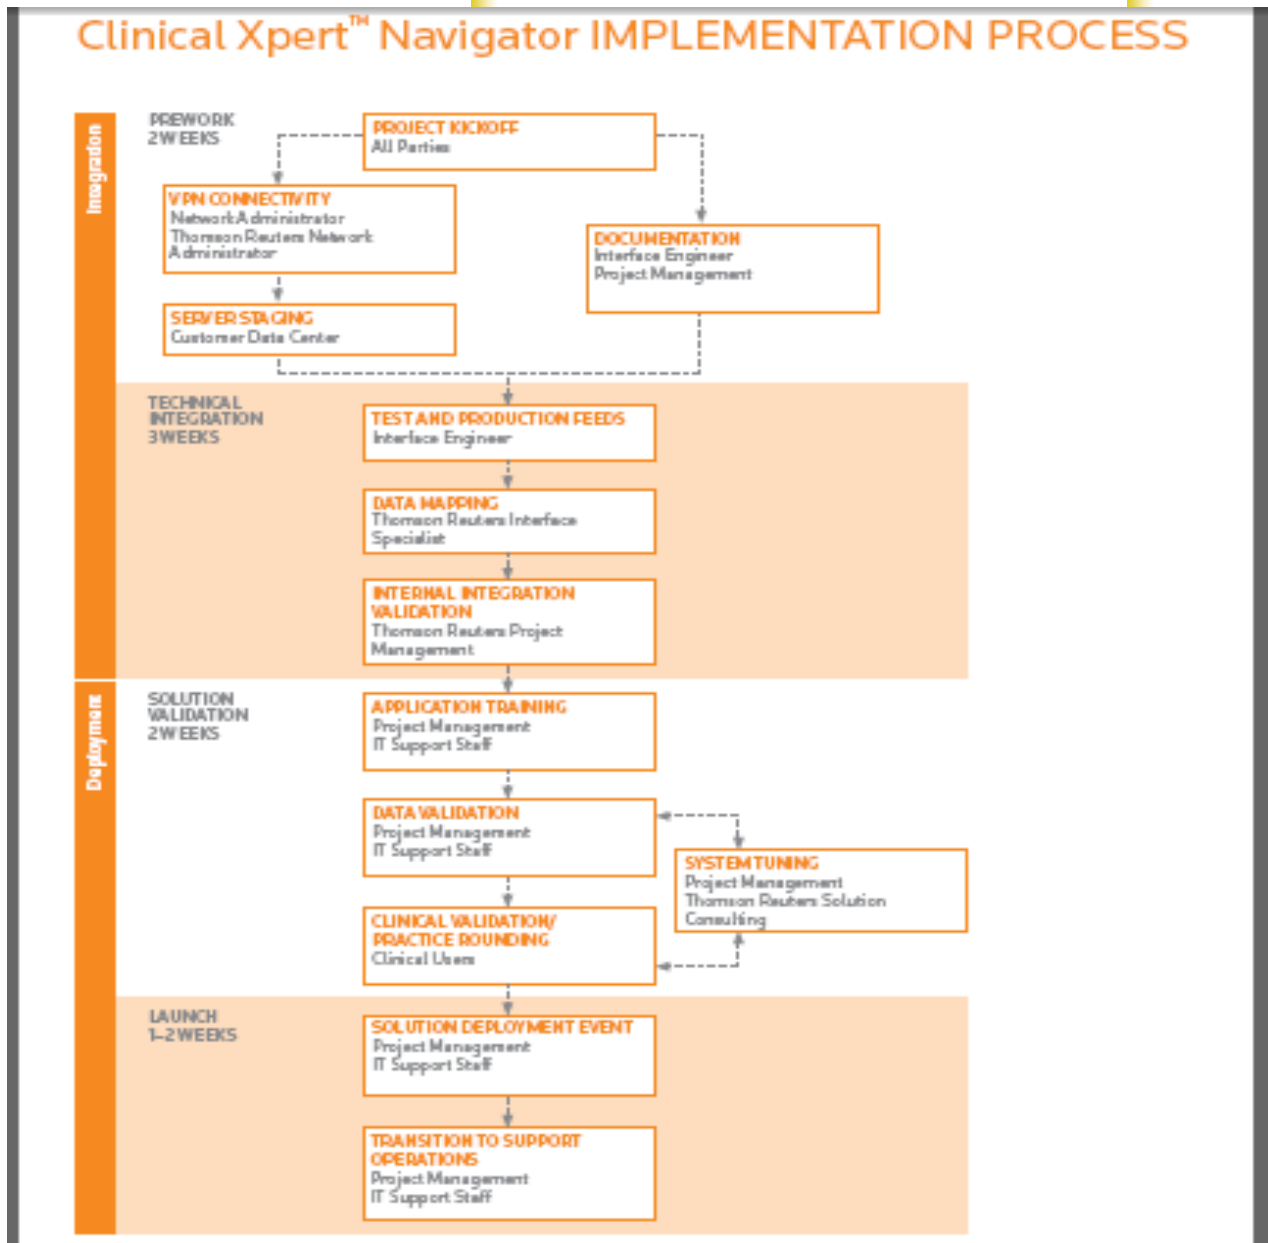 Clinical Xpert™ Navigator IMPLEMENTATION PROCESS
Integration
PREWORK
2 WEEKS
PROJECT KICKOFF
All Parties
VPN CONNECTIVITY
Network Administrator
Thomson Reuters Network
Administrator
DOCUMENTATION
Interface Engineer
Project Management
SERVER STAGING
Customer Data Center
TECHNICAL
INTEGRATION
3 WEEKS
TEST AND PRODUCTION FEEDS
Interface Engineer
DATA MAPPING
Thomson Reuters Interface
Specialist
INTERNAL INTEGRATION
VALIDATION
Thomson Reuters Project
Management
Deployment
SOLUTION
VALIDATION
2 WEEKS
APPLICATION TRAINING
Project Management
IT Support Staff
DATA VALIDATION
Project Management
IT Support Staff
SYSTEM TUNING
Project Management
Thomson Reuters Solution
Consulting
CLINICAL VALIDATION/
PRACTICE ROUNDING
Clinical Users
LAUNCH
1–2 WEEKS
SOLUTION DEPLOYMENT EVENT
Project Management
IT Support Staff
TRANSITION TO SUPPORT
OPERATIONS
Project Management
IT Support Staff